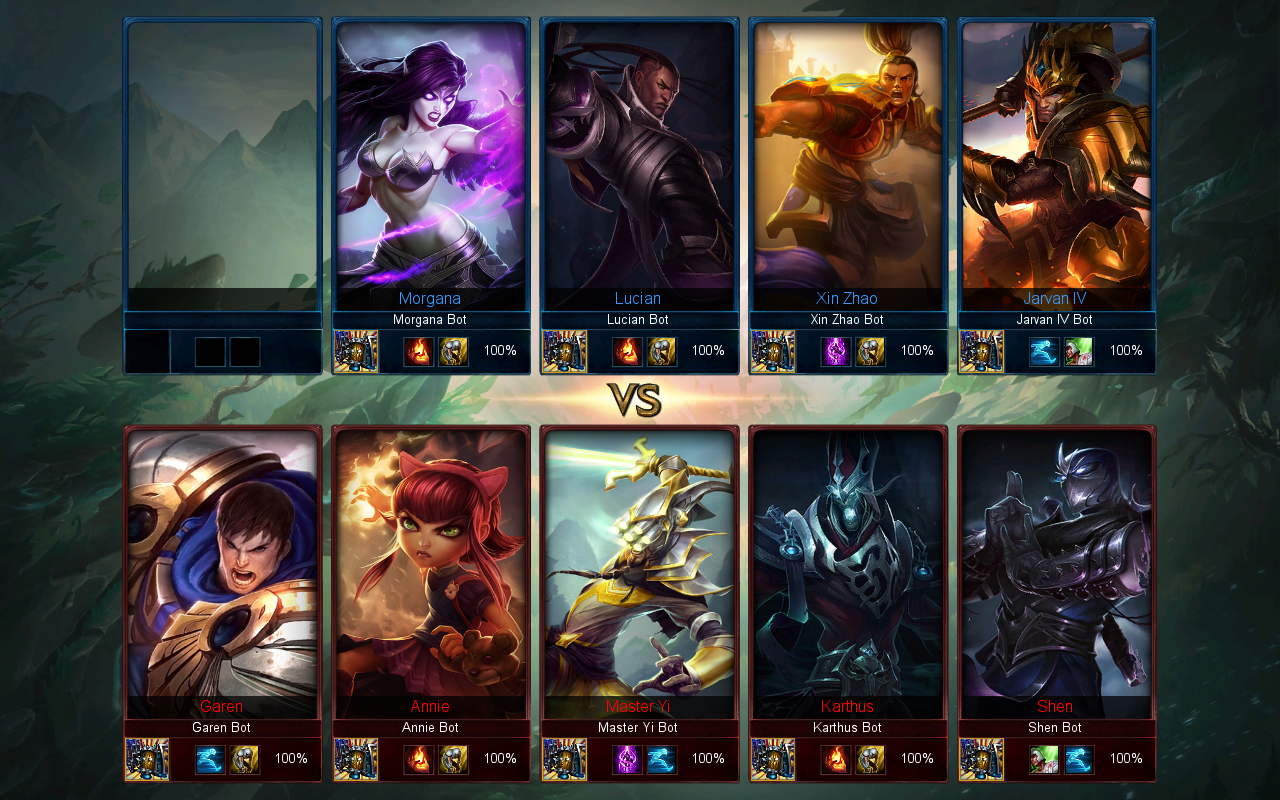 Morgana
Morgana Bot
100%
Lucian
Lucian Bot
100%
Xin Zhao
Xin Zhao Bot
100%
Jarvan IV
Jarvan IV Bot
100%
VS
Garen
Garen Bot
100%
Annie
Annie Bot
100%
Master Yi
Master Yi Bot
100%
Karthus
Karthus Bot
100%
Shen
Shen Bot
100%